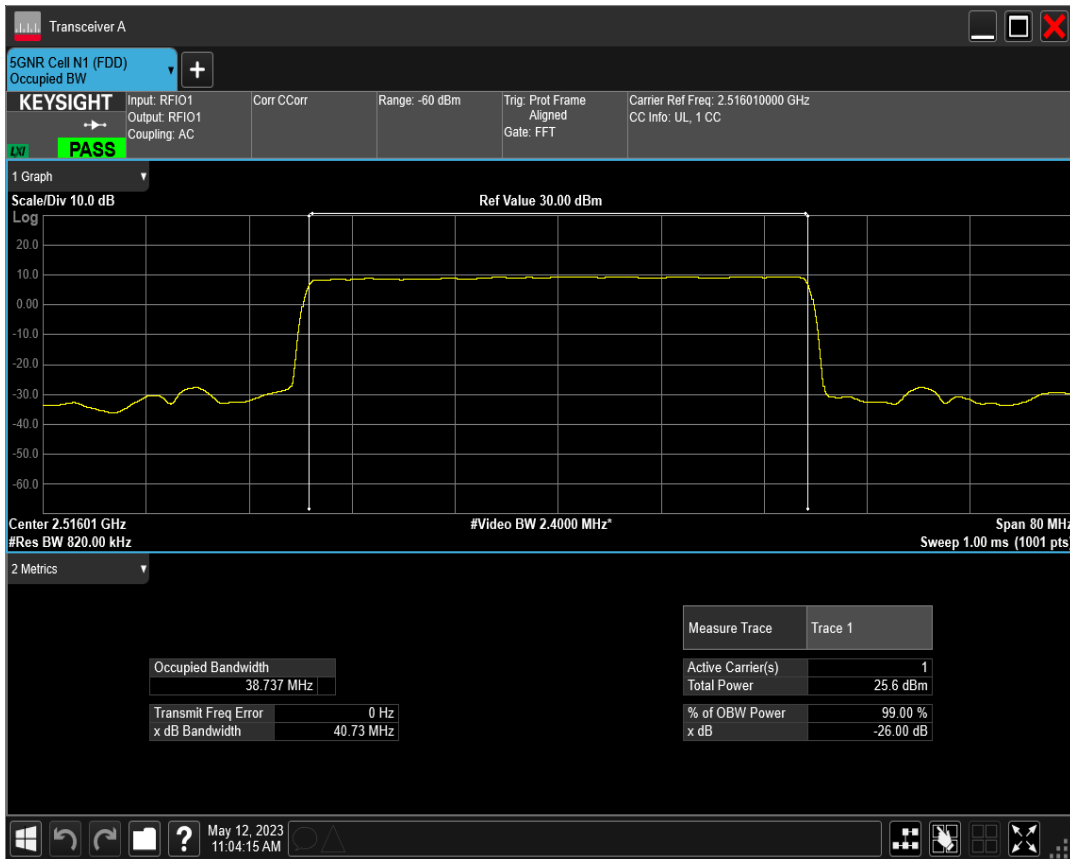 Transceiver A
5GNR Cell N1 (FDD)
Occupied BW
KEYSIGHT
LXI
PASS
Input: RFIO1
Output: RFIO1
Coupling: AC
Corr CCorr
Range: -60 dBm
Trig: Prot Frame
Aligned
Gate: FFT
Carrier Ref Freq: 2.516010000 GHz
CC Info: UL, 1 CC
1 Graph
Scale/Div 10.0 dB
Ref Value 30.00 dBm
Log
20.0
10.0
0.00
-10.0
-20.0
-30.0
-40.0
-50.0
-60.0
Center 2.51601 GHz
#Video BW 2.4000 MHz*
Span 80 MHz
#Res BW 820.00 kHz
Sweep 1.00 ms (1001 pts)
2 Metrics
Measure Trace Trace 1
Occupied Bandwidth
38.737 MHz
Active Carrier(s) 1
Total Power 25.6 dBm
Transmit Freq Error 0 Hz
x dB Bandwidth 40.73 MHz
% of OBW Power 99.00 %
x dB -26.00 dB
?
May 12, 2023
11:04:15 AM